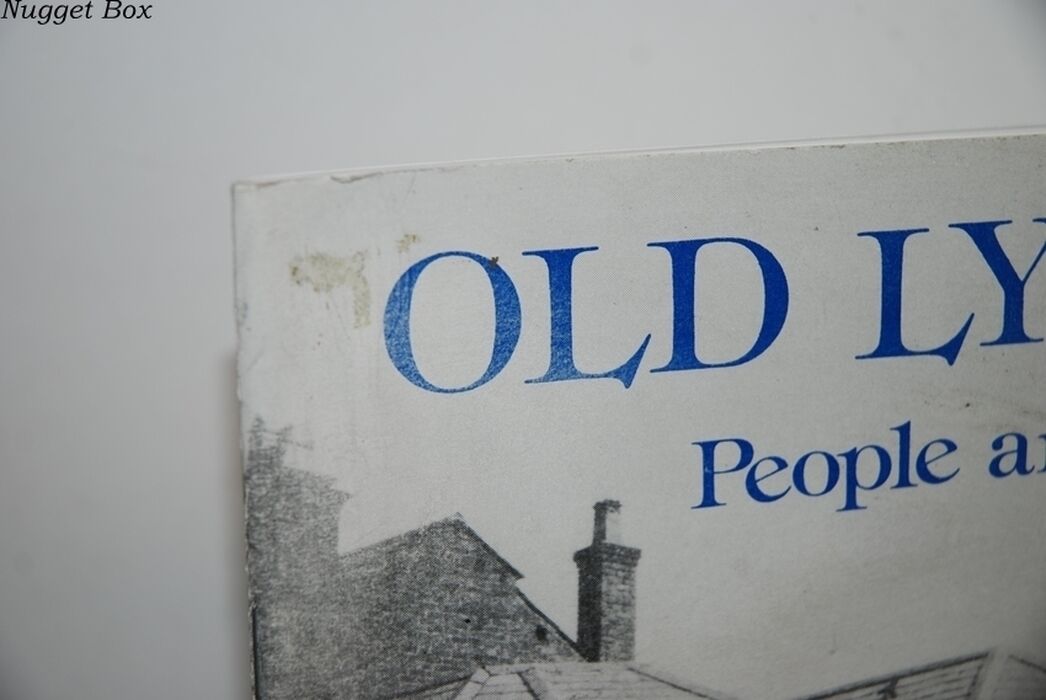 Nugget Box
OLD LY
People a